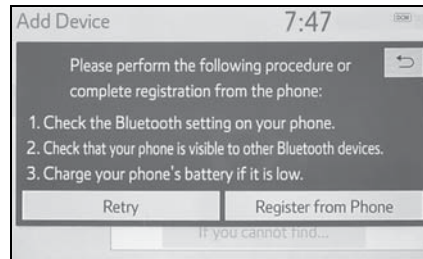 Add Device
7:47
DCM
Please perform the following procedure or
complete registration from the phone:
1. Check the Bluetooth setting on your phone.
2. Check that your phone is visible to other Bluetooth devices.
3. Charge your phone's battery if it is low.
Retry
Register from Phone
If you cannot find...